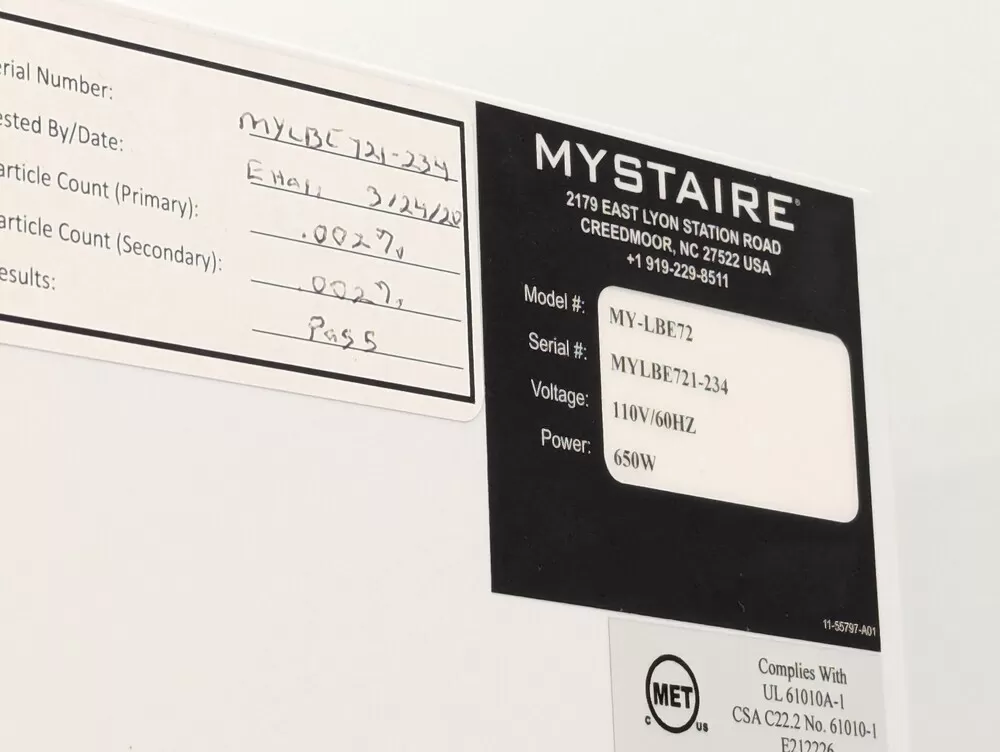 erial Number: MYLBE721-234
ested By/Date: 3/24/20
article Count (Primary): .002%
article Count (Secondary): .002%
esults: Pass
MYSTAIRE®
2179 EAST LYON STATION ROAD
CREEDMOOR, NC 27522 USA
+1 919-229-8511
Model #: MY-LBE72
Serial #: MYLBE721-234
Voltage: 110V/60HZ
Power: 650W
11-55797-A01
MET
C US
Complies With
UL 61010A-1
CSA C22.2 No. 61010-1
E212226